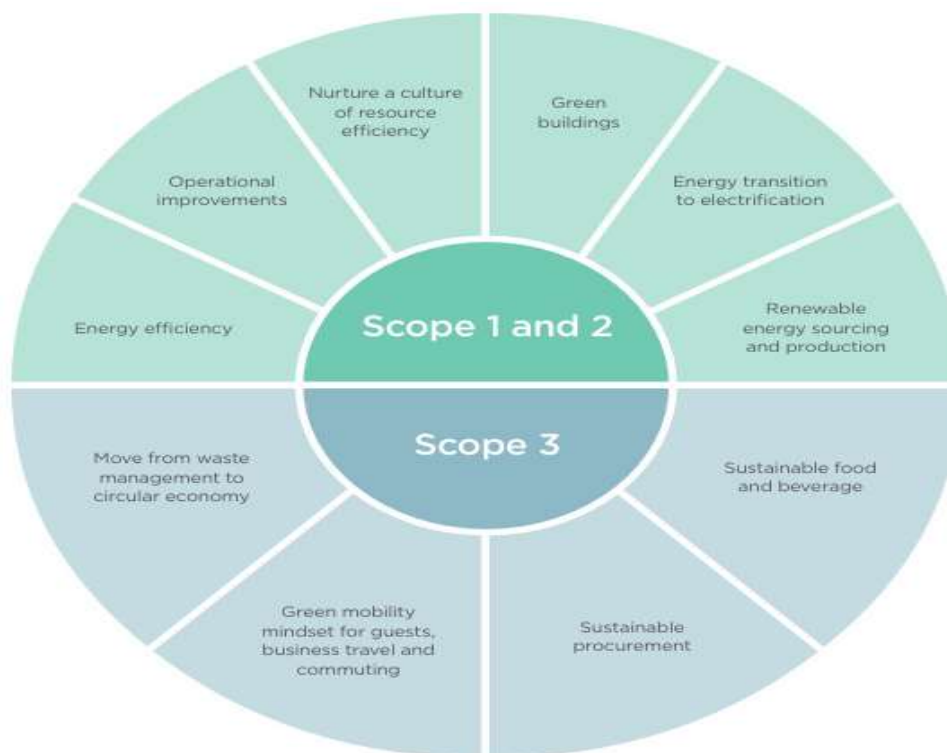 Nurture a culture
of resource
efficiency
Green
buildings
Operational
improvements
Energy transition
to electrification
Energy efficiency
Renewable
energy sourcing
and production
Scope 1 and 2
Scope 3
Move from waste
management to
circular economy
Sustainable food
and beverage
Green mobility
mindset for guests,
business travel and
commuting
Sustainable
procurement